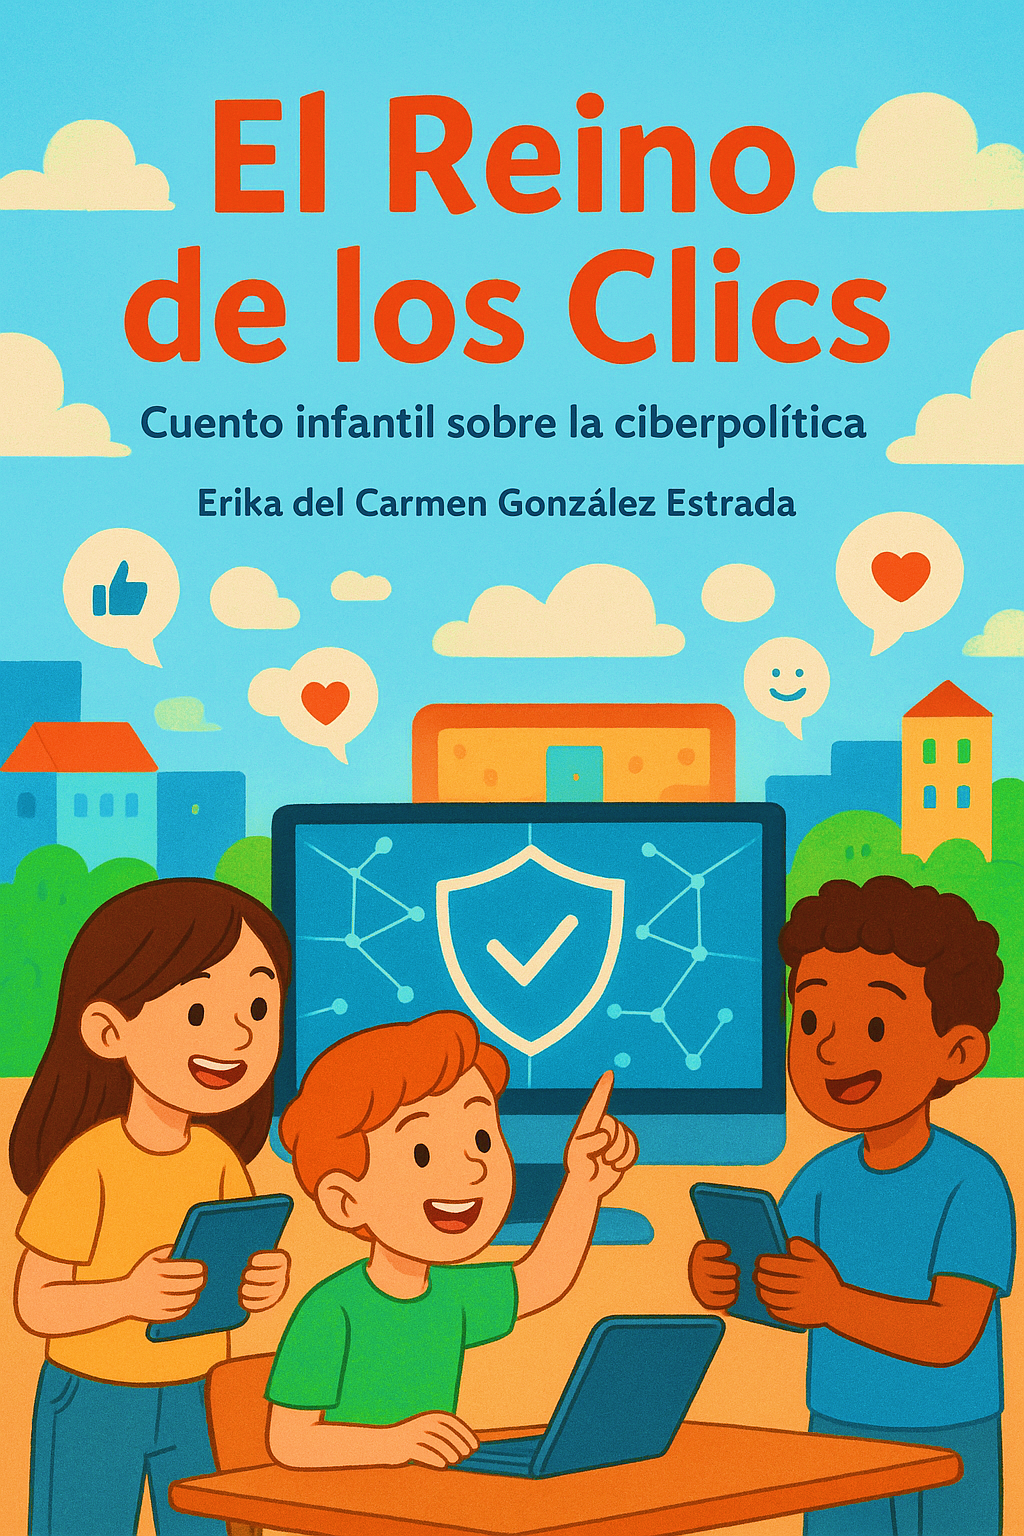 El Reino
de los Clics
Cuento infantil sobre la ciberpolítica
Erika del Carmen González Estrada